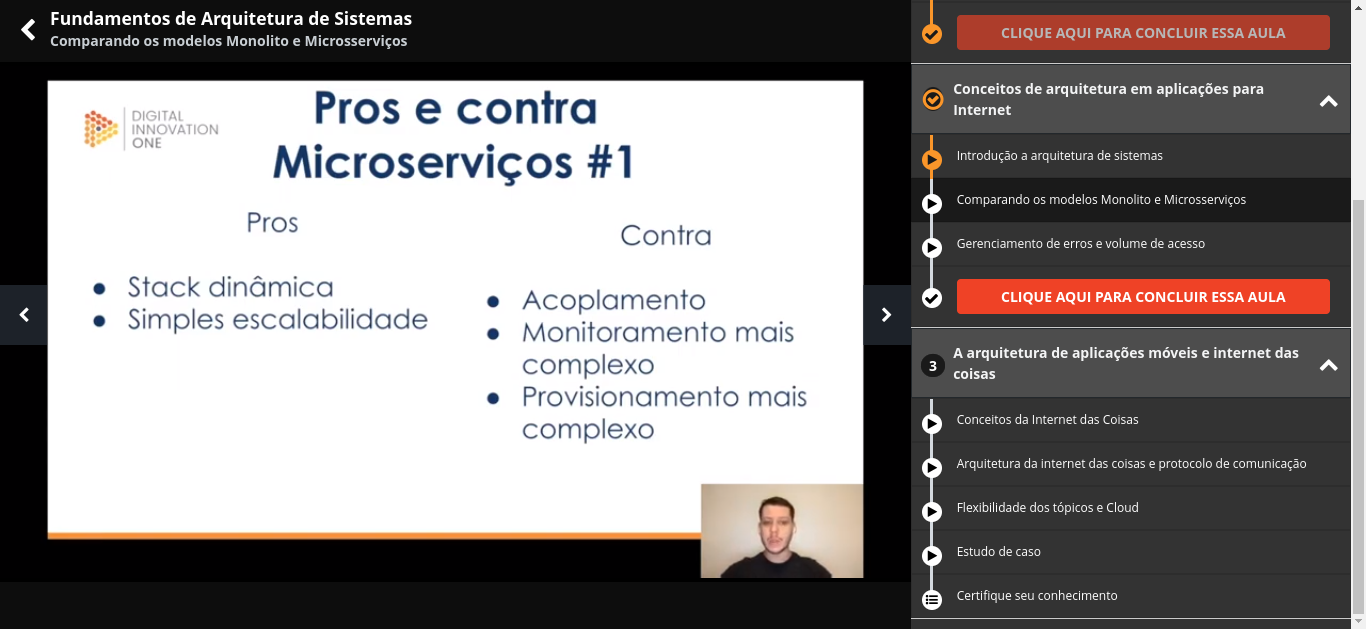 Fundamentos de Arquitetura de Sistemas
Comparando os modelos Monolito e Microsserviços
DIGITAL
INNOVATION
ONE
Pros e contra
Microserviços #1
Pros
Stack dinâmica
Simples escalabilidade
Contra
Acoplamento
Monitoramento mais
complexo
Provisionamento mais
complexo
CLIQUE AQUI PARA CONCLUIR ESSA AULA
Conceitos de arquitetura em aplicações para
Internet
Introdução a arquitetura de sistemas
Comparando os modelos Monolito e Microsserviços
Gerenciamento de erros e volume de acesso
CLIQUE AQUI PARA CONCLUIR ESSA AULA
3
A arquitetura de aplicações móveis e internet das
coisas
Conceitos da Internet das Coisas
Arquitetura da internet das coisas e protocolo de comunicação
Flexibilidade dos tópicos e Cloud
Estudo de caso
Certifique seu conhecimento